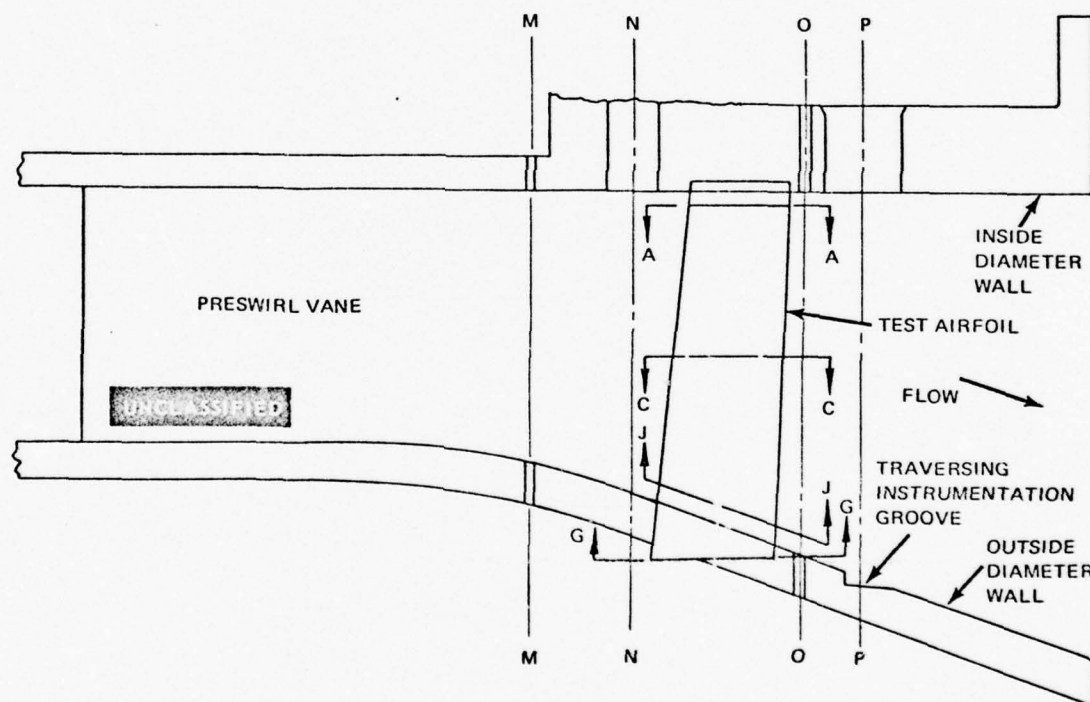 M
N
O
P
A
A
INSIDE
DIAMETER
WALL
PRESWIRL VANE
TEST AIRFOIL
UNCLASSIFIED
C
C
FLOW
J
J
G
G
TRAVERSING
INSTRUMENTATION
GROOVE
OUTSIDE
DIAMETER
WALL
M
N
O
P